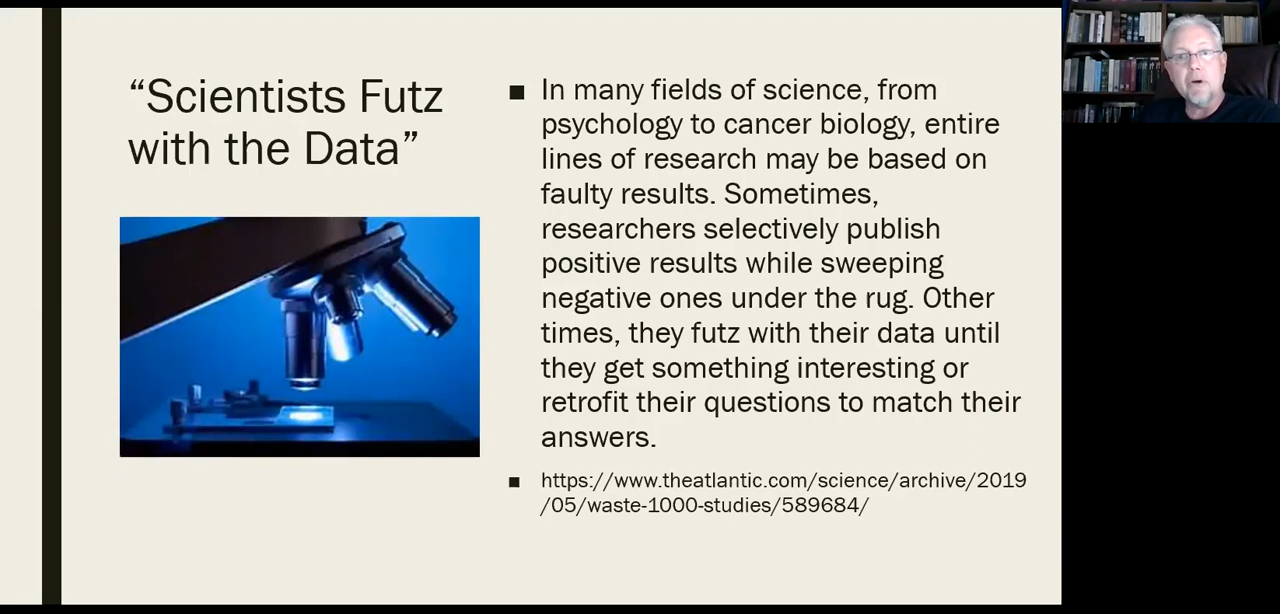 “Scientists Futz
with the Data”
■ In many fields of science, from
psychology to cancer biology, entire
lines of research may be based on
faulty results. Sometimes,
researchers selectively publish
positive results while sweeping
negative ones under the rug. Other
times, they futz with their data until
they get something interesting or
retrofit their questions to match their
answers.
■ https://www.theatlantic.com/science/archive/2019
/05/waste-1000-studies/589684/